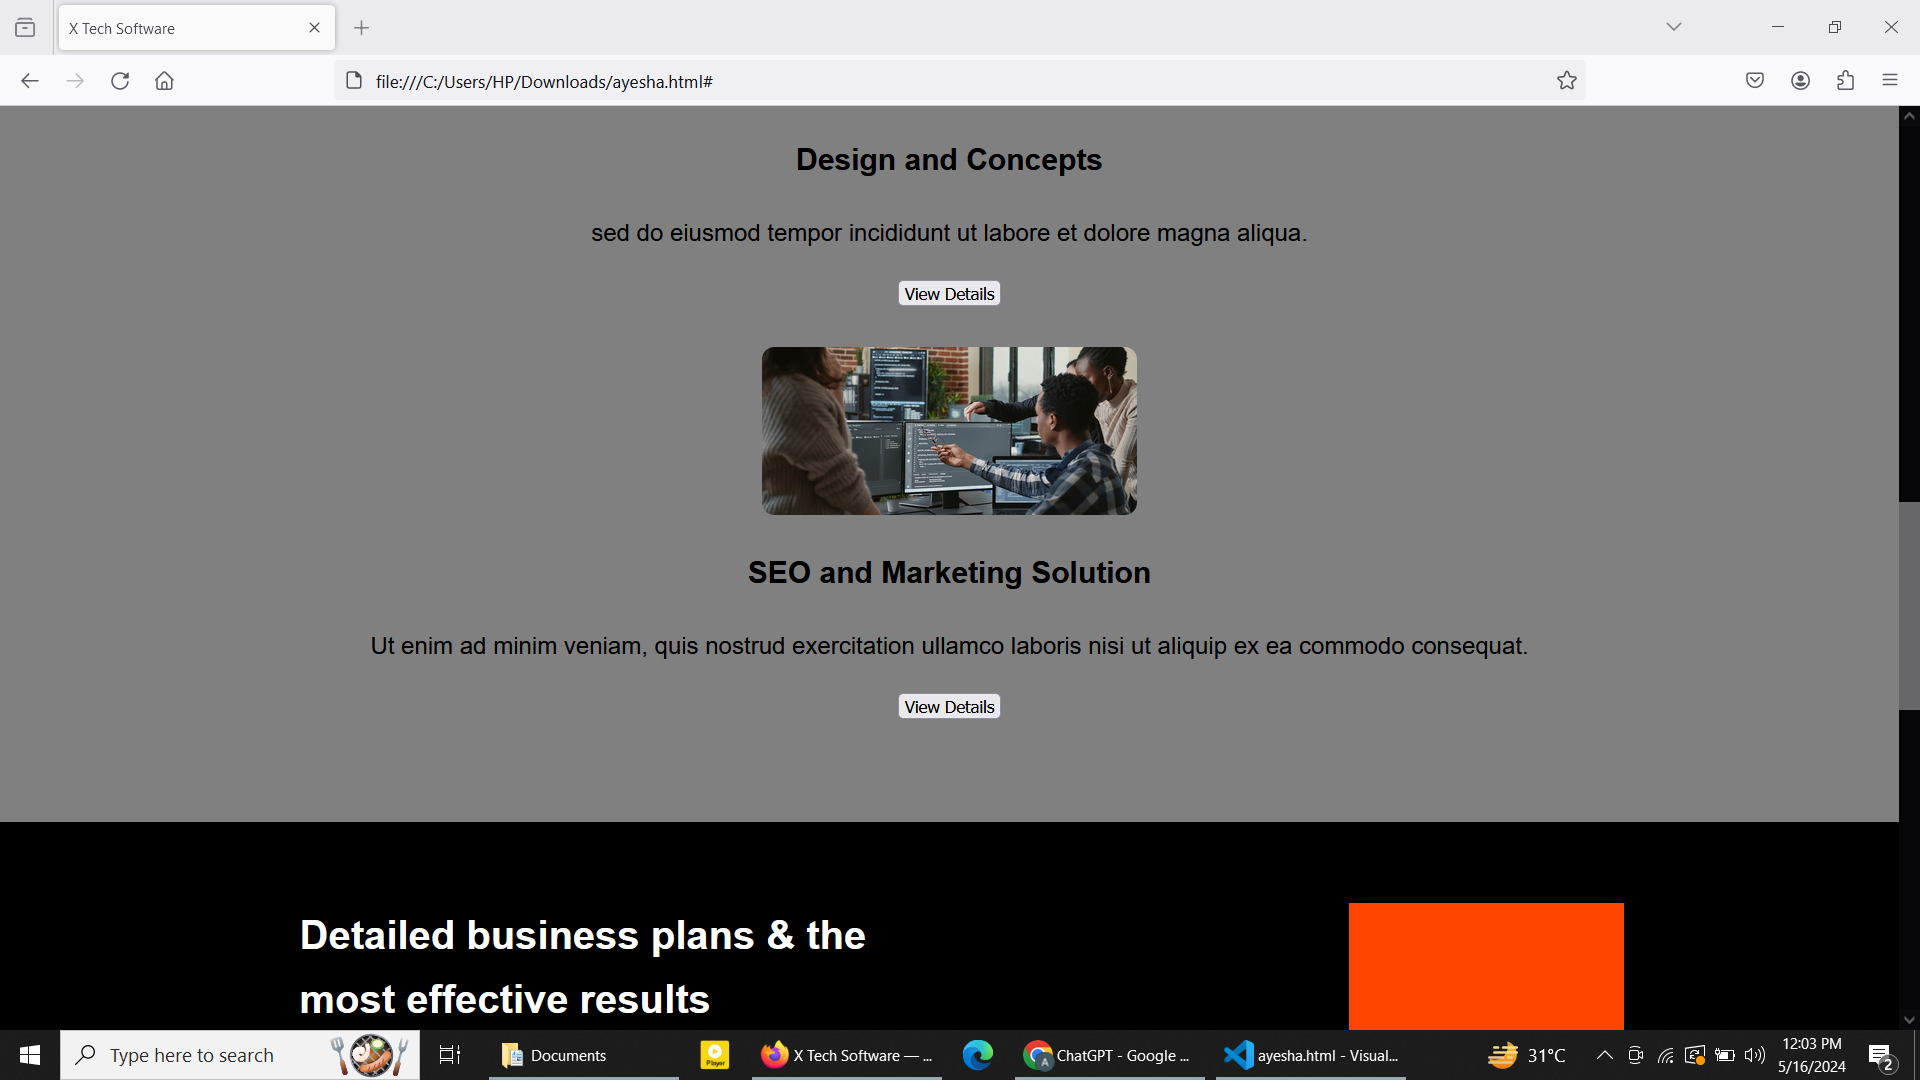 X Tech Software
file:///C:/Users/HP/Downloads/ayesha.html#
Design and Concepts
sed do eiusmod tempor incididunt ut labore et dolore magna aliqua.
View Details
SEO and Marketing Solution
Ut enim ad minim veniam, quis nostrud exercitation ullamco laboris nisi ut aliquip ex ea commodo consequat.
View Details
Detailed business plans & the
most effective results
Type here to search
Documents
Player
X Tech Software — ...
ChatGPT - Google ...
ayesha.html - Visual...
31°C
12:03 PM
5/16/2024
2